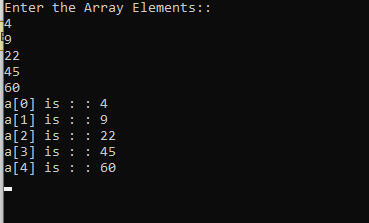 Enter the Array Elements::
4
9
22
45
60
a[0] is : : 4
a[1] is : : 9
a[2] is : : 22
a[3] is : : 45
a[4] is : : 60